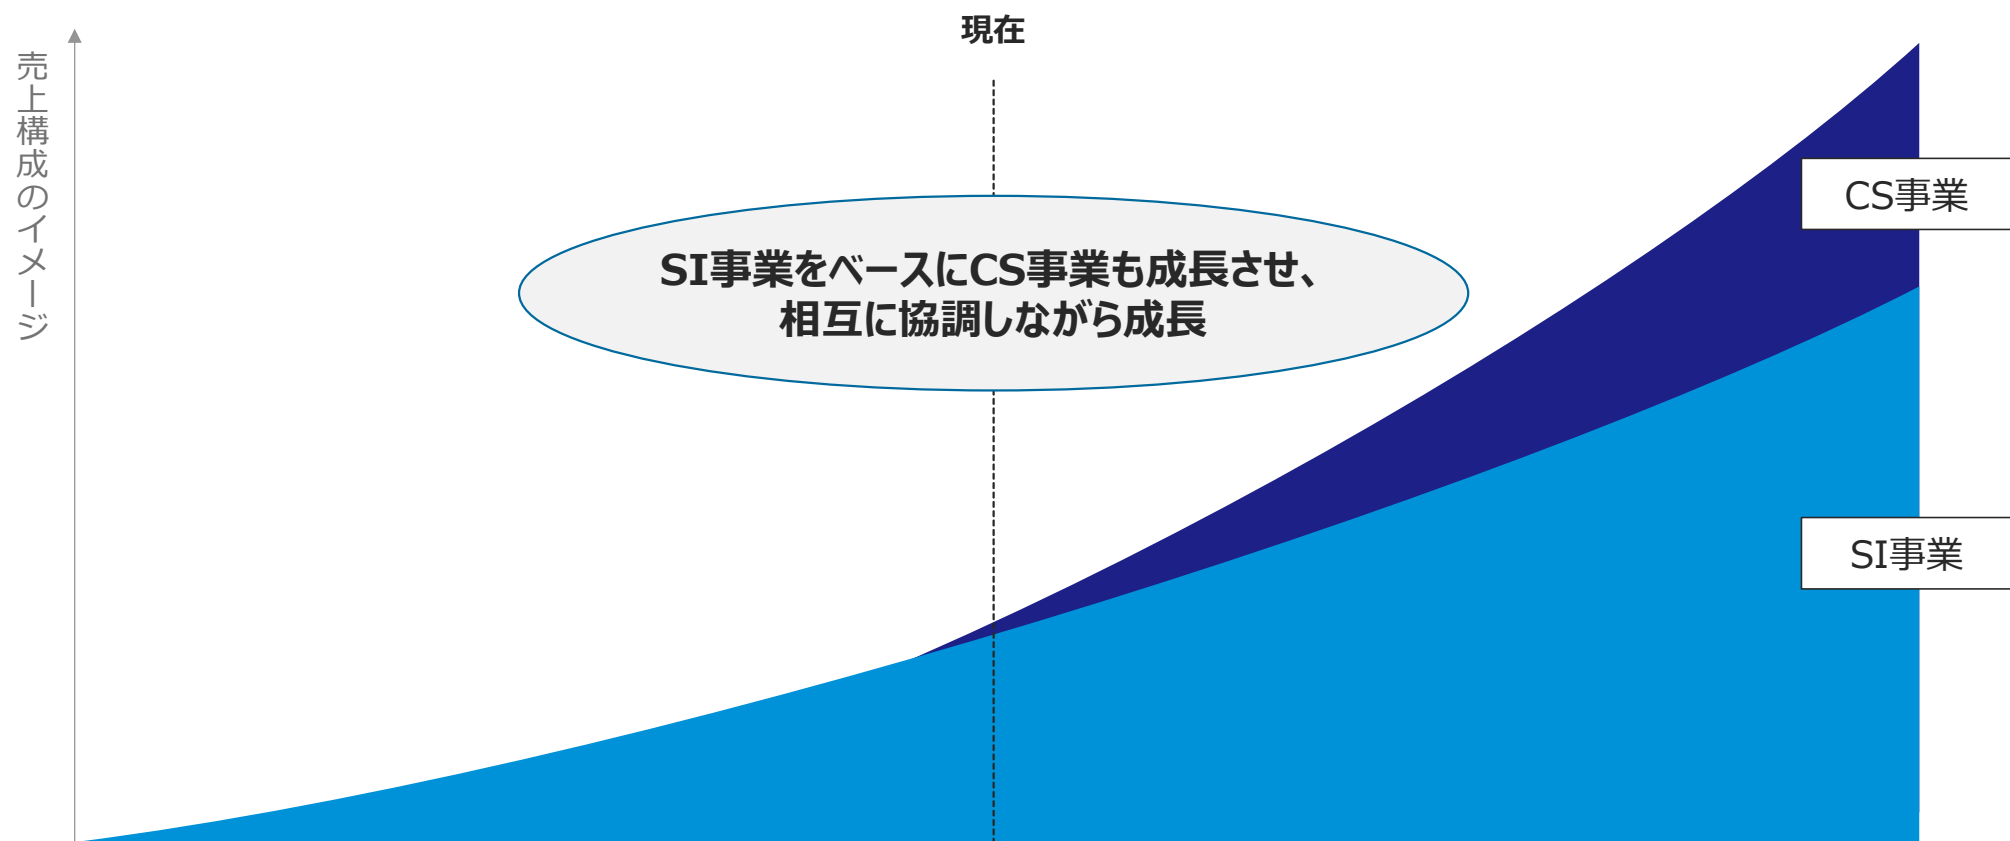 現在
売上構成のイメージ
SI事業をベースにCS事業も成長させ、
相互に協調しながら成長
CS事業
SI事業